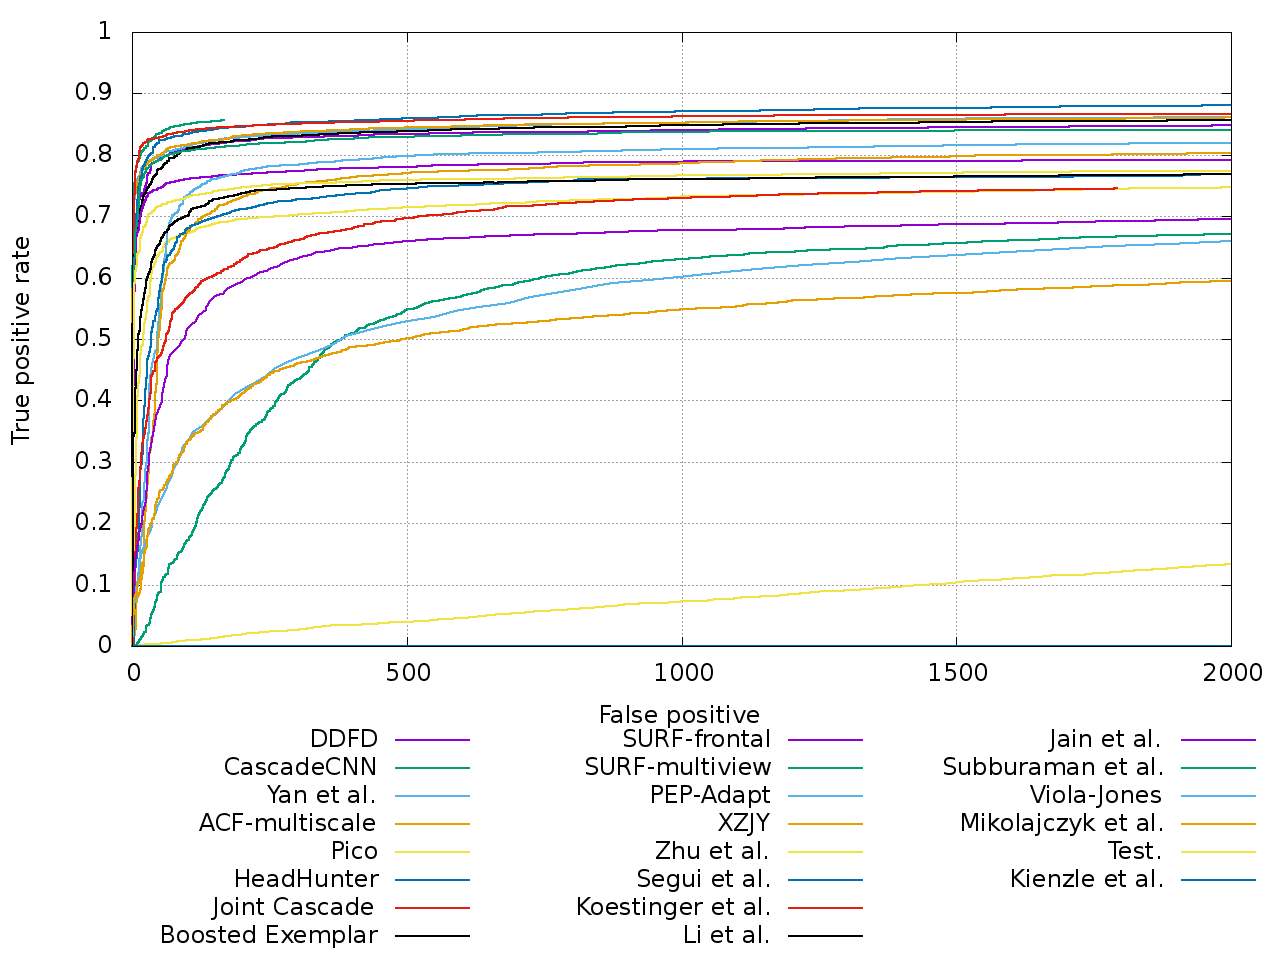 1
0.9
0.8
0.7
0.6
0.5
0.4
0.3
0.2
0.1
0
True positive rate
0 500 1000 1500 2000
False positive
DDFD SURF-frontal Jain et al.
CascadeCNN SURF-multiview Subburaman et al.
Yan et al. PEP-Adapt Viola-Jones
ACF-multiscale XZJY Mikolajczyk et al.
Pico Zhu et al. Test.
HeadHunter Segui et al. Kienzle et al.
Joint Cascade Koestinger et al.
Boosted Exemplar Li et al.